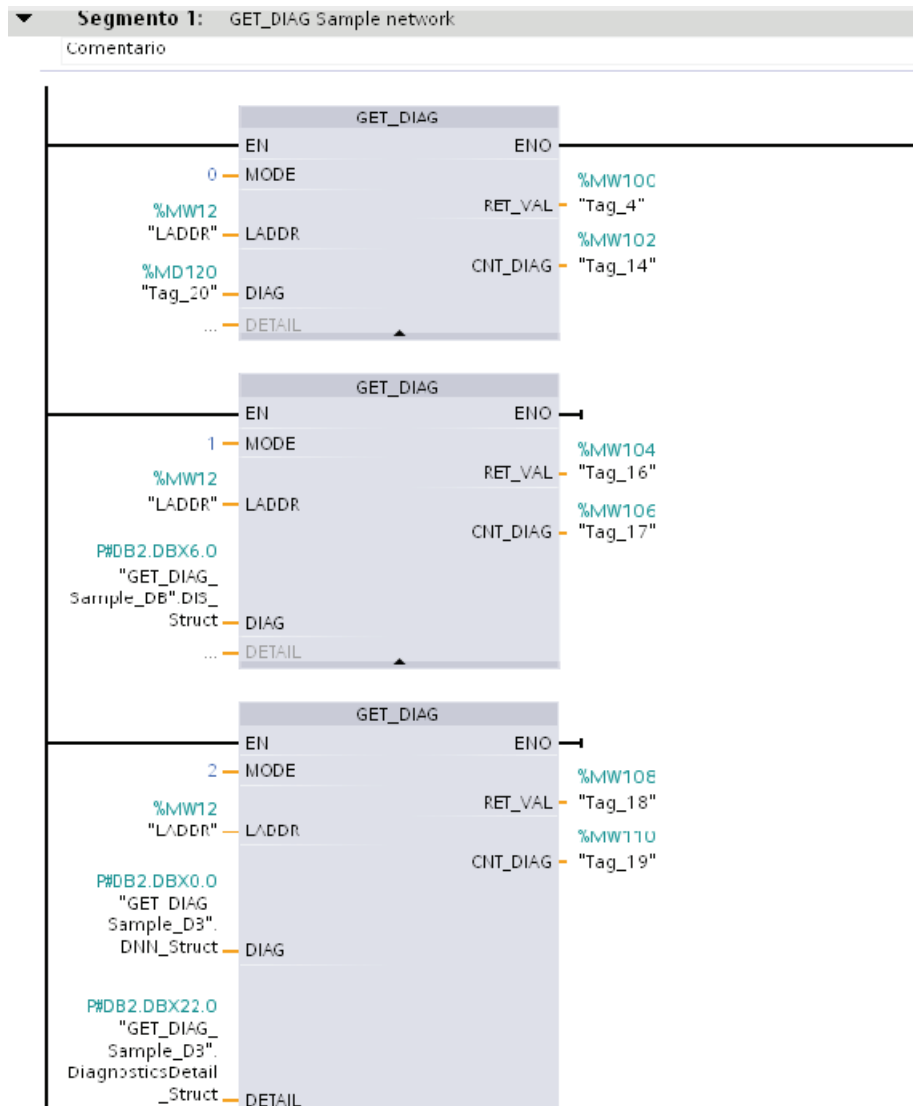 Segmento 1: GET_DIAG Sample network
Comentario
GET_DIAG
EN ENO
0 MODE
%MW100
RET_VAL "Tag_4"
%MW12
"LADDR" LADDR
%MW102
CNT_DIAG "Tag_14"
%MD120
"Tag_20" DIAG
... DETAIL
GET_DIAG
EN ENO
1 MODE
%MW104
RET_VAL "Tag_16"
%MW12
"LADDR" LADDR
%MW106
CNT_DIAG "Tag_17"
P#DB2.DBX6.0
"GET_DIAG_
Sample_DB".DIS_
Struct DIAG
... DETAIL
GET_DIAG
EN ENO
2 MODE
%MW108
RET_VAL "Tag_18"
%MW12
"LADDR" LADDR
%MW110
CNT_DIAG "Tag_19"
P#DB2.DBX0.0
"GET_DIAG_
Sample_DB".
DNN_Struct DIAG
P#DB2.DBX22.0
"GET_DIAG_
Sample_DB".
DiagnosticsDetail
_Struct DETAIL